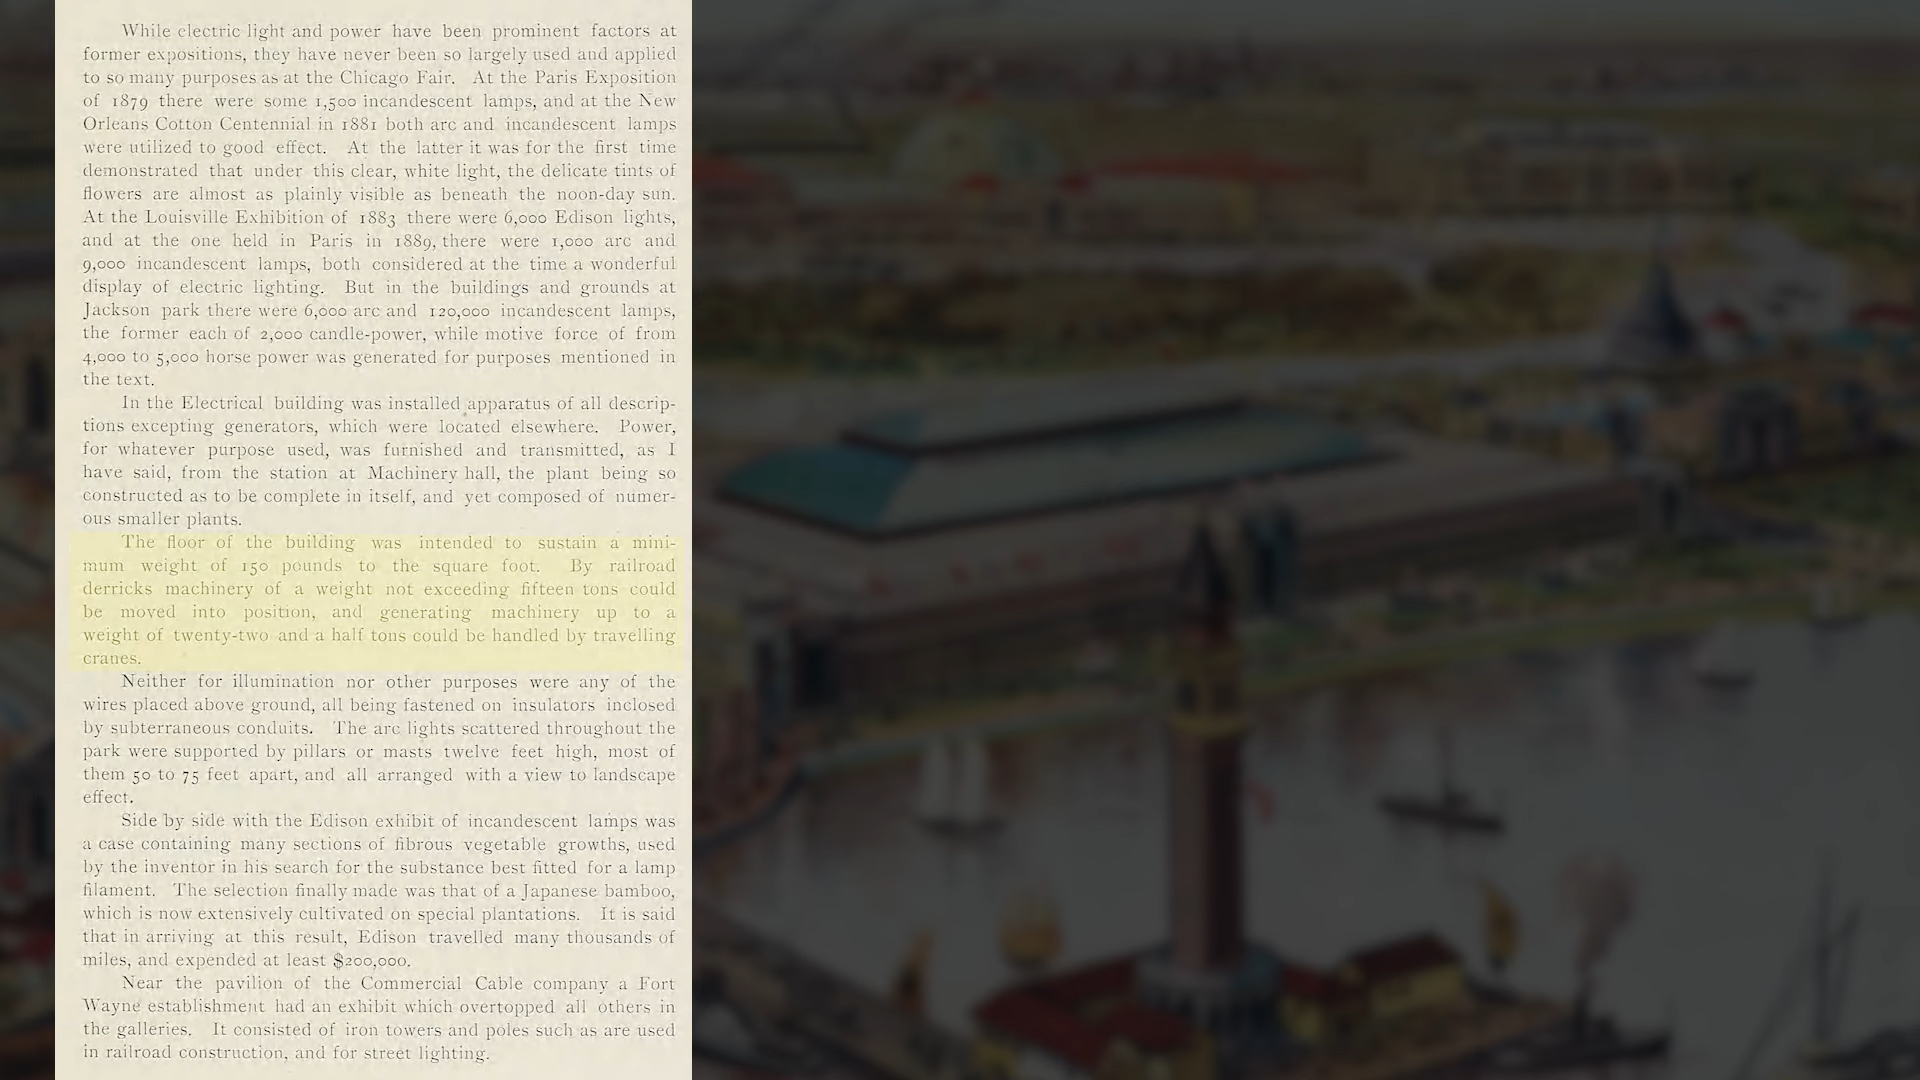 While electric light and power have been prominent factors at
former expositions, they have never been so largely used and applied
to so many purposes as at the Chicago Fair. At the Paris Exposition
of 1879 there were some 1,500 incandescent lamps, and at the New
Orleans Cotton Centennial in 1881 both arc and incandescent lamps
were utilized to good effect. At the latter it was for the first time
demonstrated that under this clear, white light, the delicate tints of
flowers are almost as plainly visible as beneath the noon-day sun.
At the Louisville Exhibition of 1883 there were 6,000 Edison lights,
and at the one held in Paris in 1889, there were 1,000 arc and
9,000 incandescent lamps, both considered at the time a wonderful
display of electric lighting. But in the buildings and grounds at
Jackson park there were 6,000 arc and 120,000 incandescent lamps,
the former each of 2,000 candle-power, while motive force of from
4,000 to 5,000 horse power was generated for purposes mentioned in
the text.
In the Electrical building was installed apparatus of all descrip-
tions excepting generators, which were located elsewhere. Power,
for whatever purpose used, was furnished and transmitted, as I
have said, from the station at Machinery hall, the plant being so
constructed as to be complete in itself, and yet composed of numer-
ous smaller plants.
The floor of the building was intended to sustain a mini-
mum weight of 150 pounds to the square foot. By railroad
derricks machinery of a weight not exceeding fifteen tons could
be moved into position, and generating machinery up to a
weight of twenty-two and a half tons could be handled by travelling
cranes.
Neither for illumination nor other purposes were any of the
wires placed above ground, all being fastened on insulators inclosed
by subterraneous conduits. The arc lights scattered throughout the
park were supported by pillars or masts twelve feet high, most of
them 50 to 75 feet apart, and all arranged with a view to landscape
effect.
Side by side with the Edison exhibit of incandescent lamps was
a case containing many sections of fibrous vegetable growths, used
by the inventor in his search for the substance best fitted for a lamp
filament. The selection finally made was that of a Japanese bamboo,
which is now extensively cultivated on special plantations. It is said
that in arriving at this result, Edison travelled many thousands of
miles, and expended at least $200,000.
Near the pavilion of the Commercial Cable company a Fort
Wayne establishment had an exhibit which overtopped all others in
the galleries. It consisted of iron towers and poles such as are used
in railroad construction, and for street lighting.